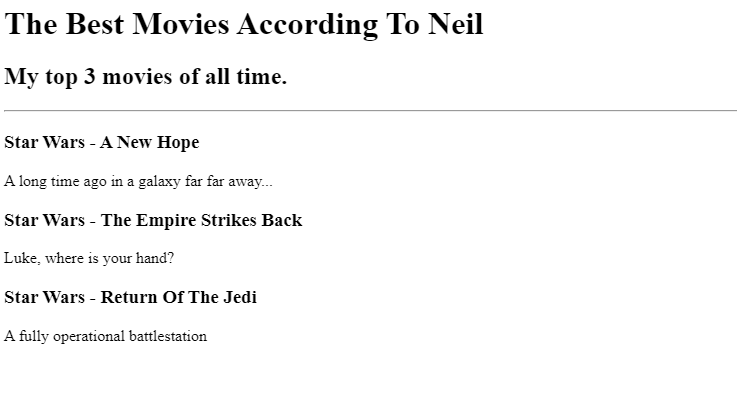 The Best Movies According To Neil
My top 3 movies of all time.
Star Wars - A New Hope
A long time ago in a galaxy far far away...
Star Wars - The Empire Strikes Back
Luke, where is your hand?
Star Wars - Return Of The Jedi
A fully operational battlestation